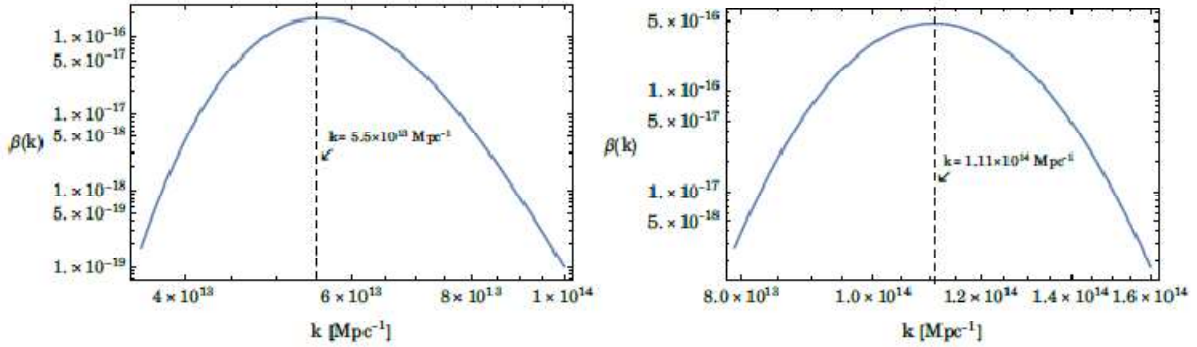 1.×10⁻¹⁶
5.×10⁻¹⁷
1.×10⁻¹⁷
5.×10⁻¹⁸
1.×10⁻¹⁸
5.×10⁻¹⁹
1.×10⁻¹⁹
β(k)
k= 5.5×10¹³ Mpc⁻¹
4×10¹³ 6×10¹³ 8×10¹³ 1×10¹⁴
k [Mpc⁻¹]
5.×10⁻¹⁶
1.×10⁻¹⁶
5.×10⁻¹⁷
1.×10⁻¹⁷
5.×10⁻¹⁸
β(k)
k= 1.11×10¹⁴ Mpc⁻¹
8.0×10¹³ 1.0×10¹⁴ 1.2×10¹⁴ 1.4×10¹⁴ 1.6×10¹⁴
k [Mpc⁻¹]